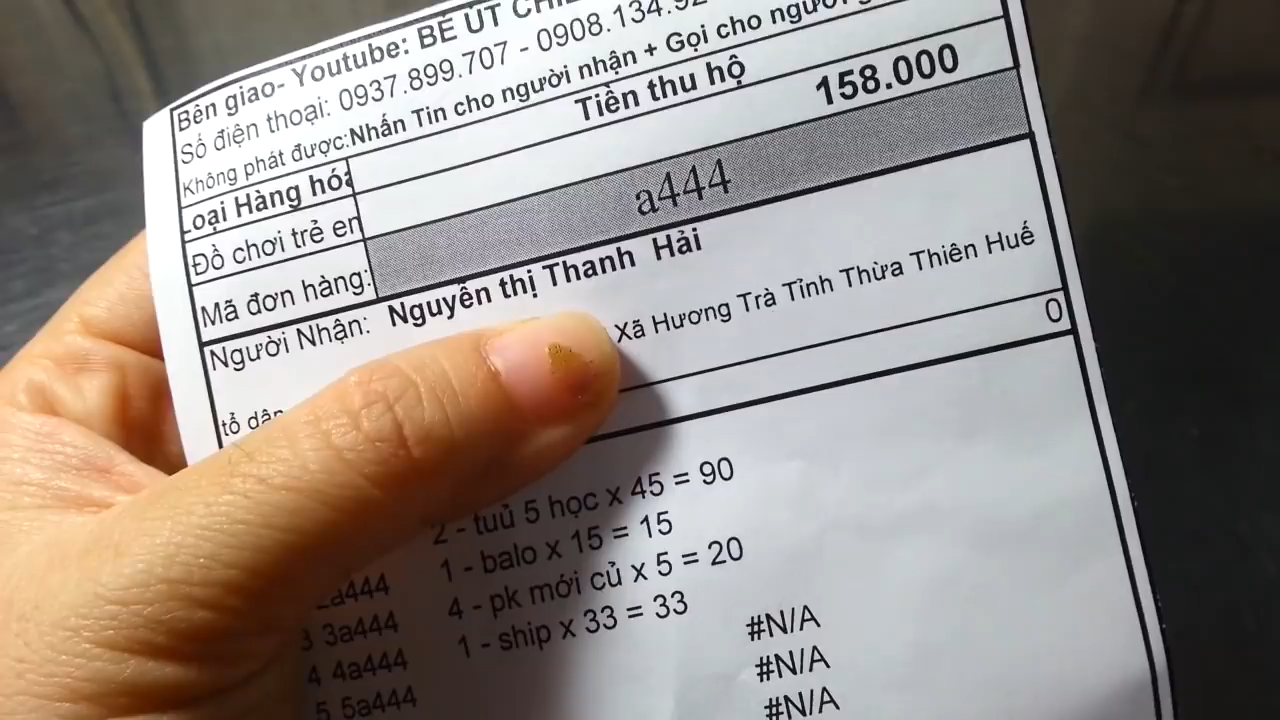 Bên giao- Youtube: BÉ ÚT
Số điện thoại: 0937.899.707 - 0908.134.92
Không phát được:Nhắn Tin cho người nhận + Gọi cho người
Loại Hàng hóa Tiền thu hộ
Đồ chơi trẻ em 158.000
Mã đơn hàng: a444
Người Nhận: Nguyễn thị Thanh Hải
tổ dân Xã Hương Trà Tỉnh Thừa Thiên Huế
0
2 - tuủ 5 học x 45 = 90
1 - balo x 15 = 15
2a444 4 - pk mới củ x 5 = 20
3 3a444 1 - ship x 33 = 33
4 4a444 #N/A
5 5a444 #N/A
#N/A